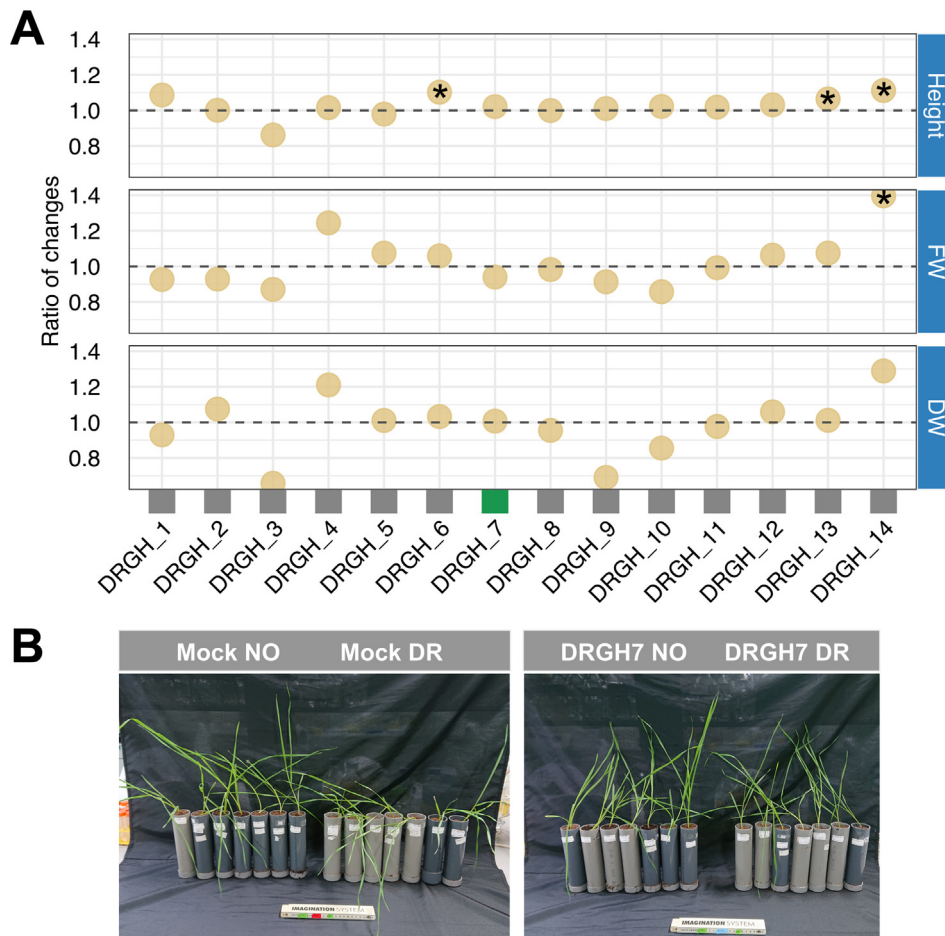 A
Ratio of changes
1.4
1.2
1.0
0.8
Height
1.4
1.2
1.0
0.8
FW
1.4
1.2
1.0
0.8
DW
DRGH_1
DRGH_2
DRGH_3
DRGH_4
DRGH_5
DRGH_6
DRGH_7
DRGH_8
DRGH_9
DRGH_10
DRGH_11
DRGH_12
DRGH_13
DRGH_14
B
Mock NO Mock DR
DRGH7 NO DRGH7 DR
IMAGINATION SYSTEM
IMAGINATION SYSTEM